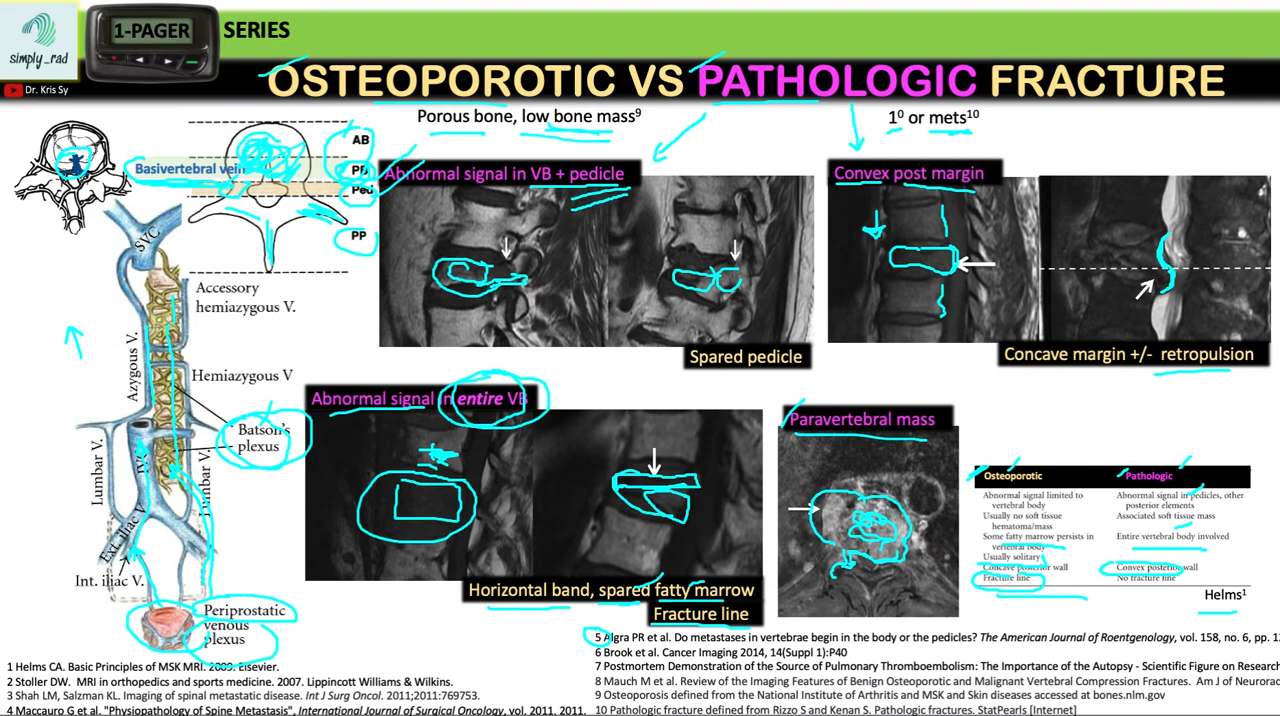 1-PAGER
SERIES
simply_rad
Dr. Kris Sy
OSTEOPOROTIC VS PATHOLOGIC FRACTURE
Porous bone, low bone mass9
10 or mets10
AB
Basivertebral vein
PB
Ped
PP
Abnormal signal in VB + pedicle
Convex post margin
SVC
Accessory
hemiazygous V.
Azygous V.
Spared pedicle
Concave margin +/- retropulsion
Hemiazygous V
Abnormal signal in entire VB
Batson's
plexus
Paravertebral mass
Lumbar V.
IVC
Lumbar V.
Osteoporotic
Pathologic
Abnormal signal limited to
vertebral body
Abnormal signal in pedicles, other
posterior elements
Usually no soft tissue
hematoma/mass
Associated soft tissue mass
Some fatty marrow persists in
vertebral body
Entire vertebral body involved
Usually solitary
Concave posterior wall
Convex posterior wall
Fracture line
No fracture line
Helms1
Ext. iliac V.
Int. iliac V.
Horizontal band, spared fatty marrow
Fracture line
Periprostatic
venous
plexus
1 Helms CA. Basic Principles of MSK MRI. 2009. Elsevier.
2 Stoller DW. MRI in orthopedics and sports medicine. 2007. Lippincott Williams & Wilkins.
3 Shah LM, Salzman KL. Imaging of spinal metastatic disease. Int J Surg Oncol. 2011;2011:769753.
4 Maccauro G et al. "Physiopathology of Spine Metastasis", International Journal of Surgical Oncology, vol. 2011, 2011.
5 Algra PR et al. Do metastases in vertebrae begin in the body or the pedicles? The American Journal of Roentgenology, vol. 158, no. 6, pp.
6 Brook et al. Cancer Imaging 2014, 14(Suppl 1):P40
7 Postmortem Demonstration of the Source of Pulmonary Thromboembolism: The Importance of the Autopsy - Scientific Figure on Research
8 Mauch M et al. Review of the Imaging Features of Benign Osteoporotic and Malignant Vertebral Compression Fractures. Am J of Neurorad
9 Osteoporosis defined from the National Institute of Arthritis and MSK and Skin diseases accessed at bones.nlm.gov
10 Pathologic fracture defined from Rizzo S and Kenan S. Pathologic fractures. StatPearls [Internet]